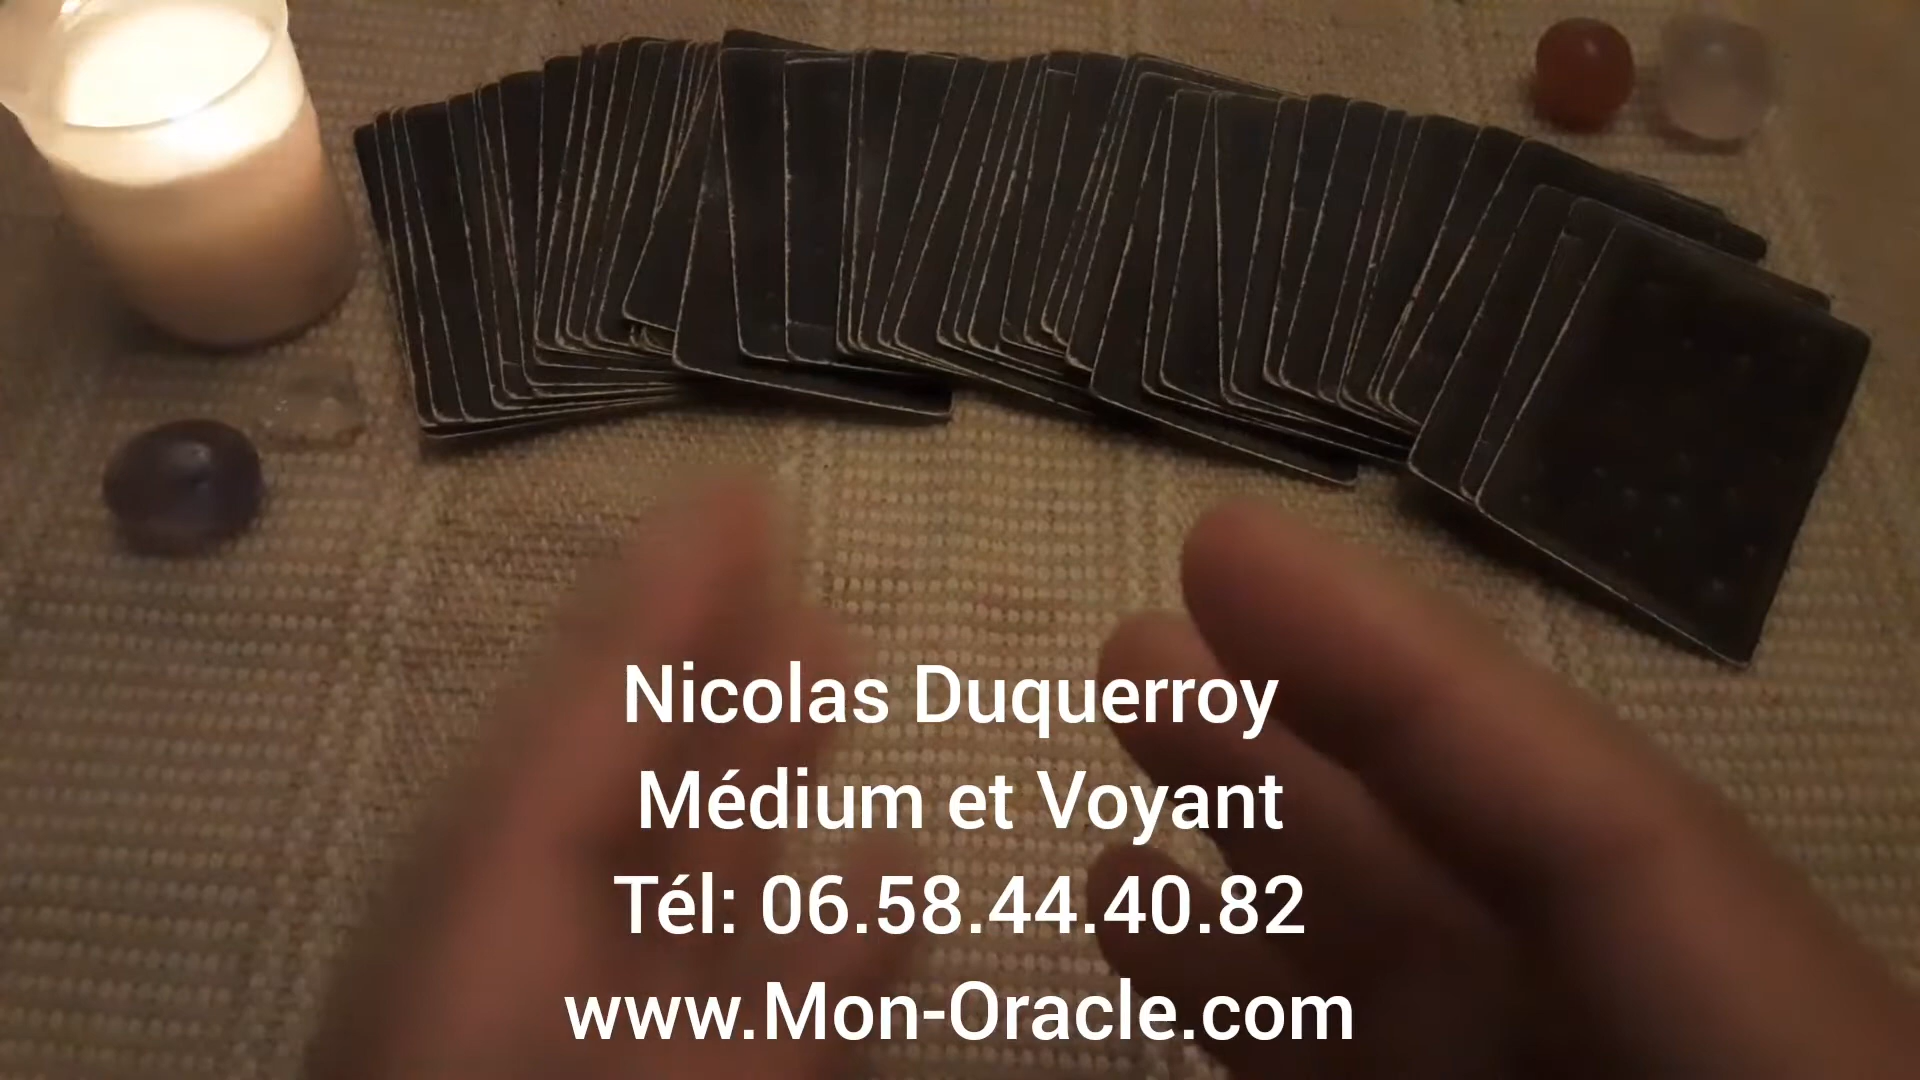 Nicolas Duquerroy
Médium et Voyant
Tél: 06.58.44.40.82
www.Mon-Oracle.com